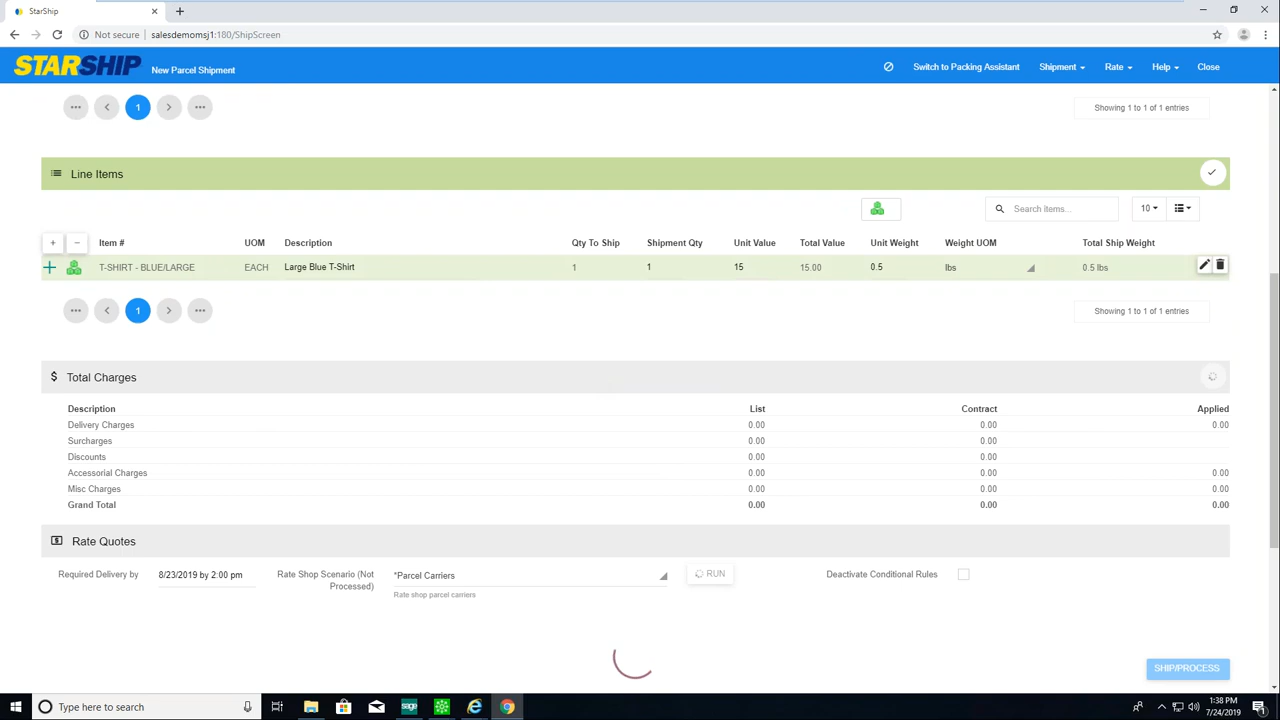 StarShip
Not secure | salesdemomsj1:180/ShipScreen
STARSHIP New Parcel Shipment Switch to Packing Assistant Shipment Rate Help Close
1 Showing 1 to 1 of 1 entries
Line Items
Search items... 10
Item # UOM Description Qty To Ship Shipment Qty Unit Value Total Value Unit Weight Weight UOM Total Ship Weight
T-SHIRT - BLUE/LARGE EACH Large Blue T-Shirt 1 1 15 15.00 0.5 lbs 0.5 lbs
1 Showing 1 to 1 of 1 entries
$ Total Charges
Description List Contract Applied
Delivery Charges 0.00 0.00 0.00
Surcharges 0.00 0.00
Discounts 0.00 0.00
Accessorial Charges 0.00 0.00 0.00
Misc Charges 0.00 0.00 0.00
Grand Total 0.00 0.00 0.00
Rate Quotes
Required Delivery by 8/23/2019 by 2:00 pm Rate Shop Scenario (Not *Parcel Carriers RUN Deactivate Conditional Rules
Processed)
Rate shop parcel carriers
SHIP/PROCESS
Type here to search sage 1:38 PM
7/24/2019 1